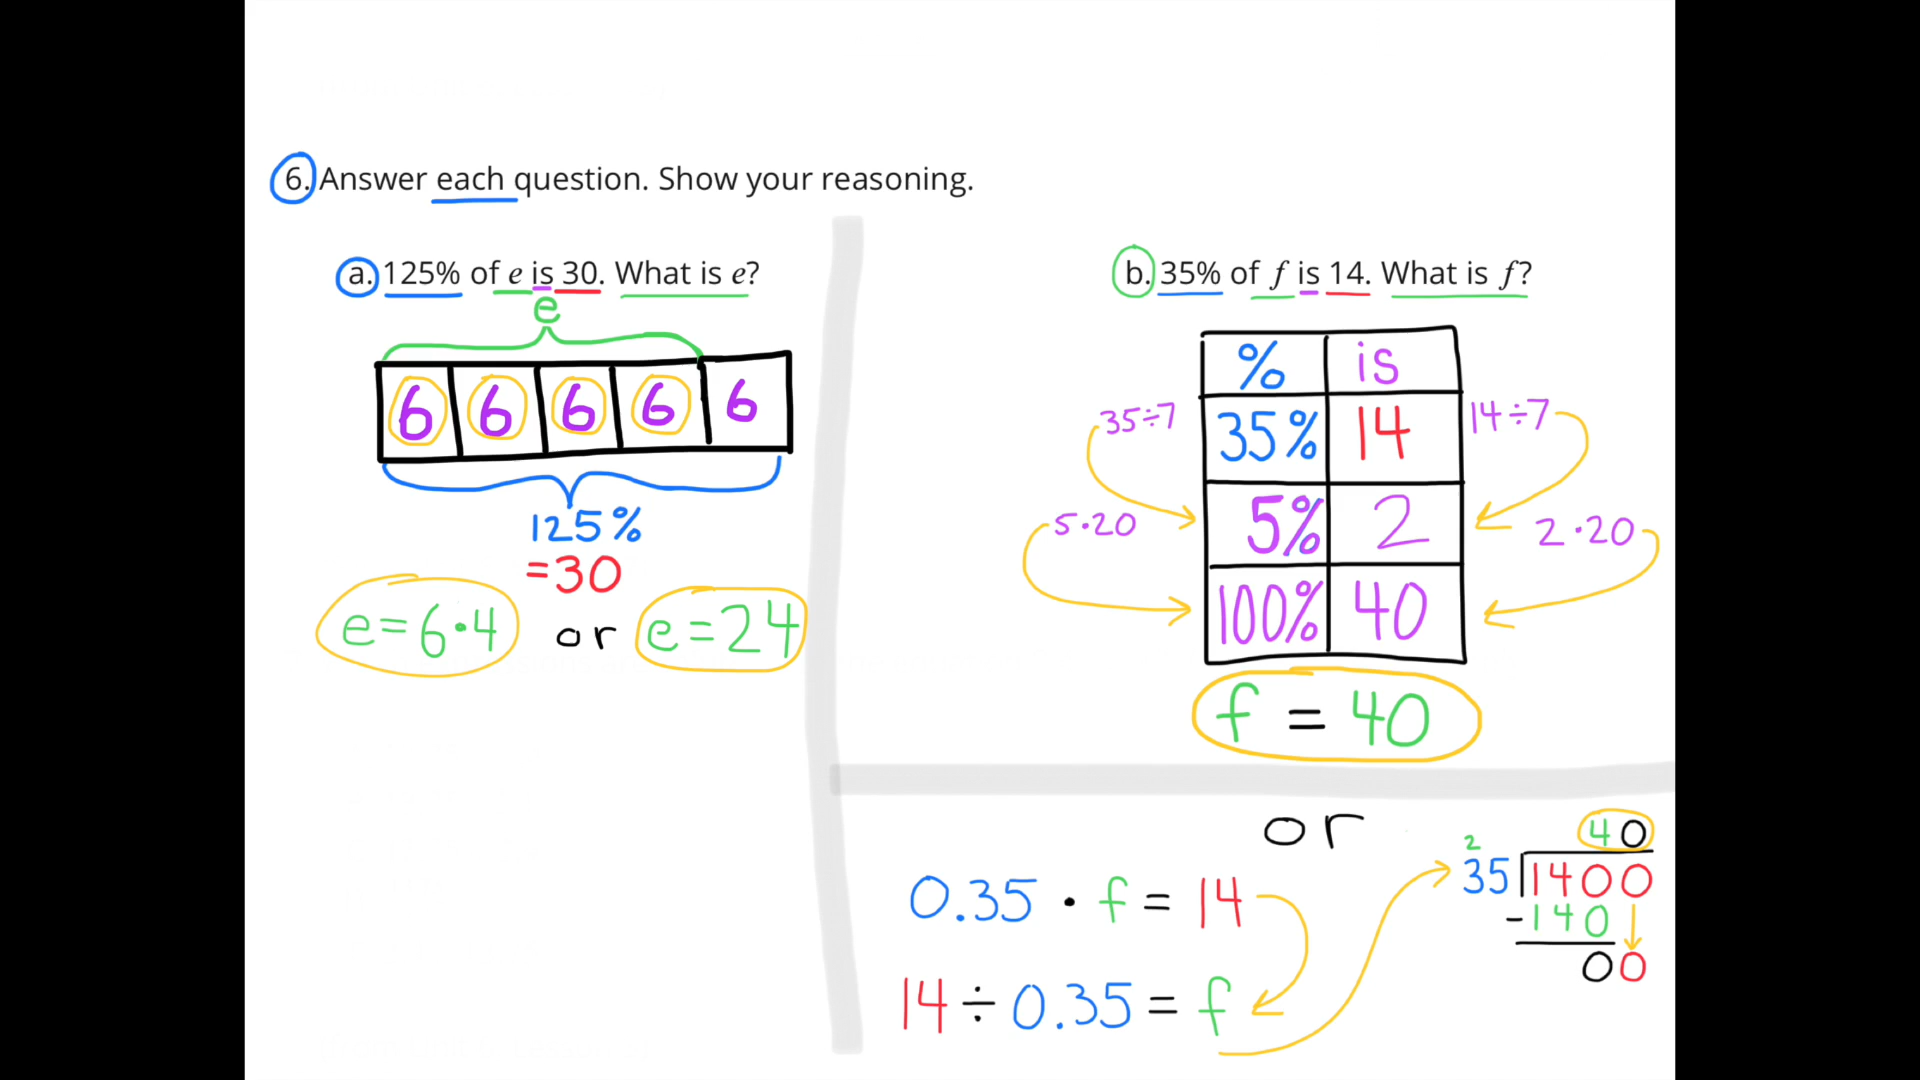 6. Answer each question. Show your reasoning.
a. 125% of e is 30. What is e?
e
6 6 6 6 6
125%
=30
e=6·4 or e=24
b. 35% of f is 14. What is f?
% is
35÷7 35% 14 14÷7
5·20 5% 2 2·20
100% 40
f = 40
or
0.35 · f = 14
14 ÷ 0.35 = f
40
2
35 1400
-140
00